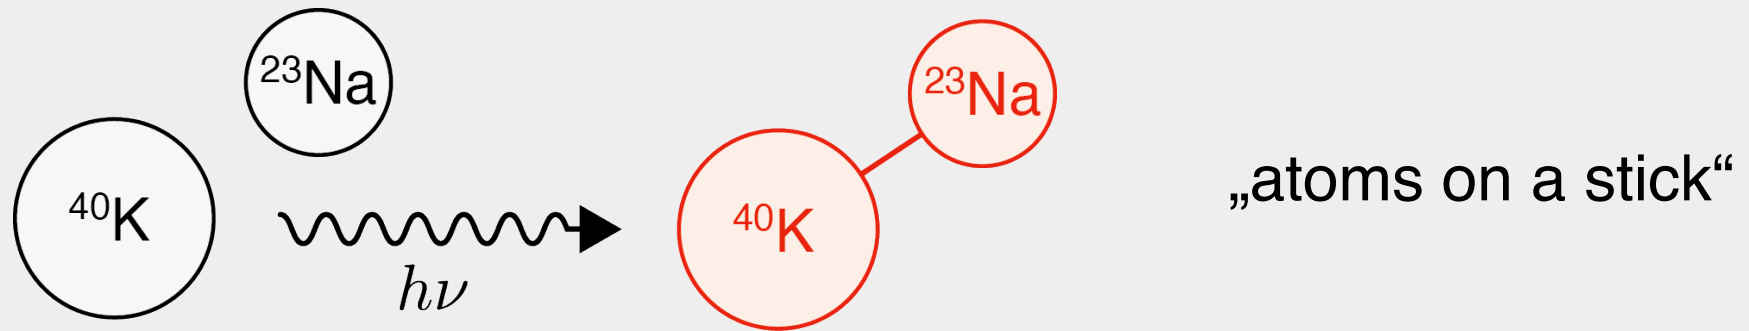 ²³Na
⁴⁰K
hν
²³Na
⁴⁰K
„atoms on a stick“